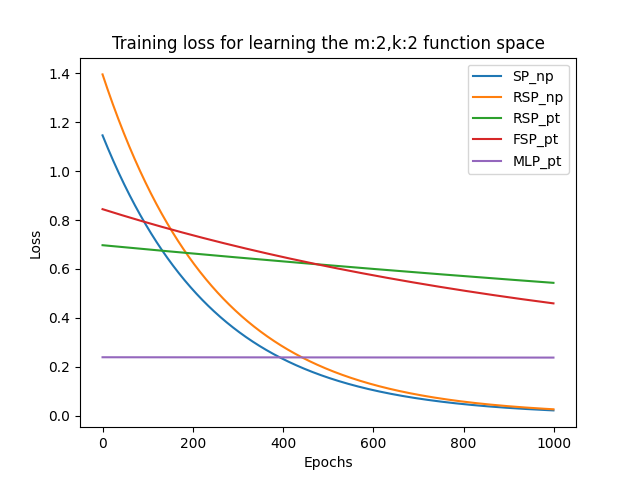 Training loss for learning the m:2,k:2 function space
SP_np
RSP_np
RSP_pt
FSP_pt
MLP_pt
Loss
1.4
1.2
1.0
0.8
0.6
0.4
0.2
0.0
0
200
400
600
800
1000
Epochs